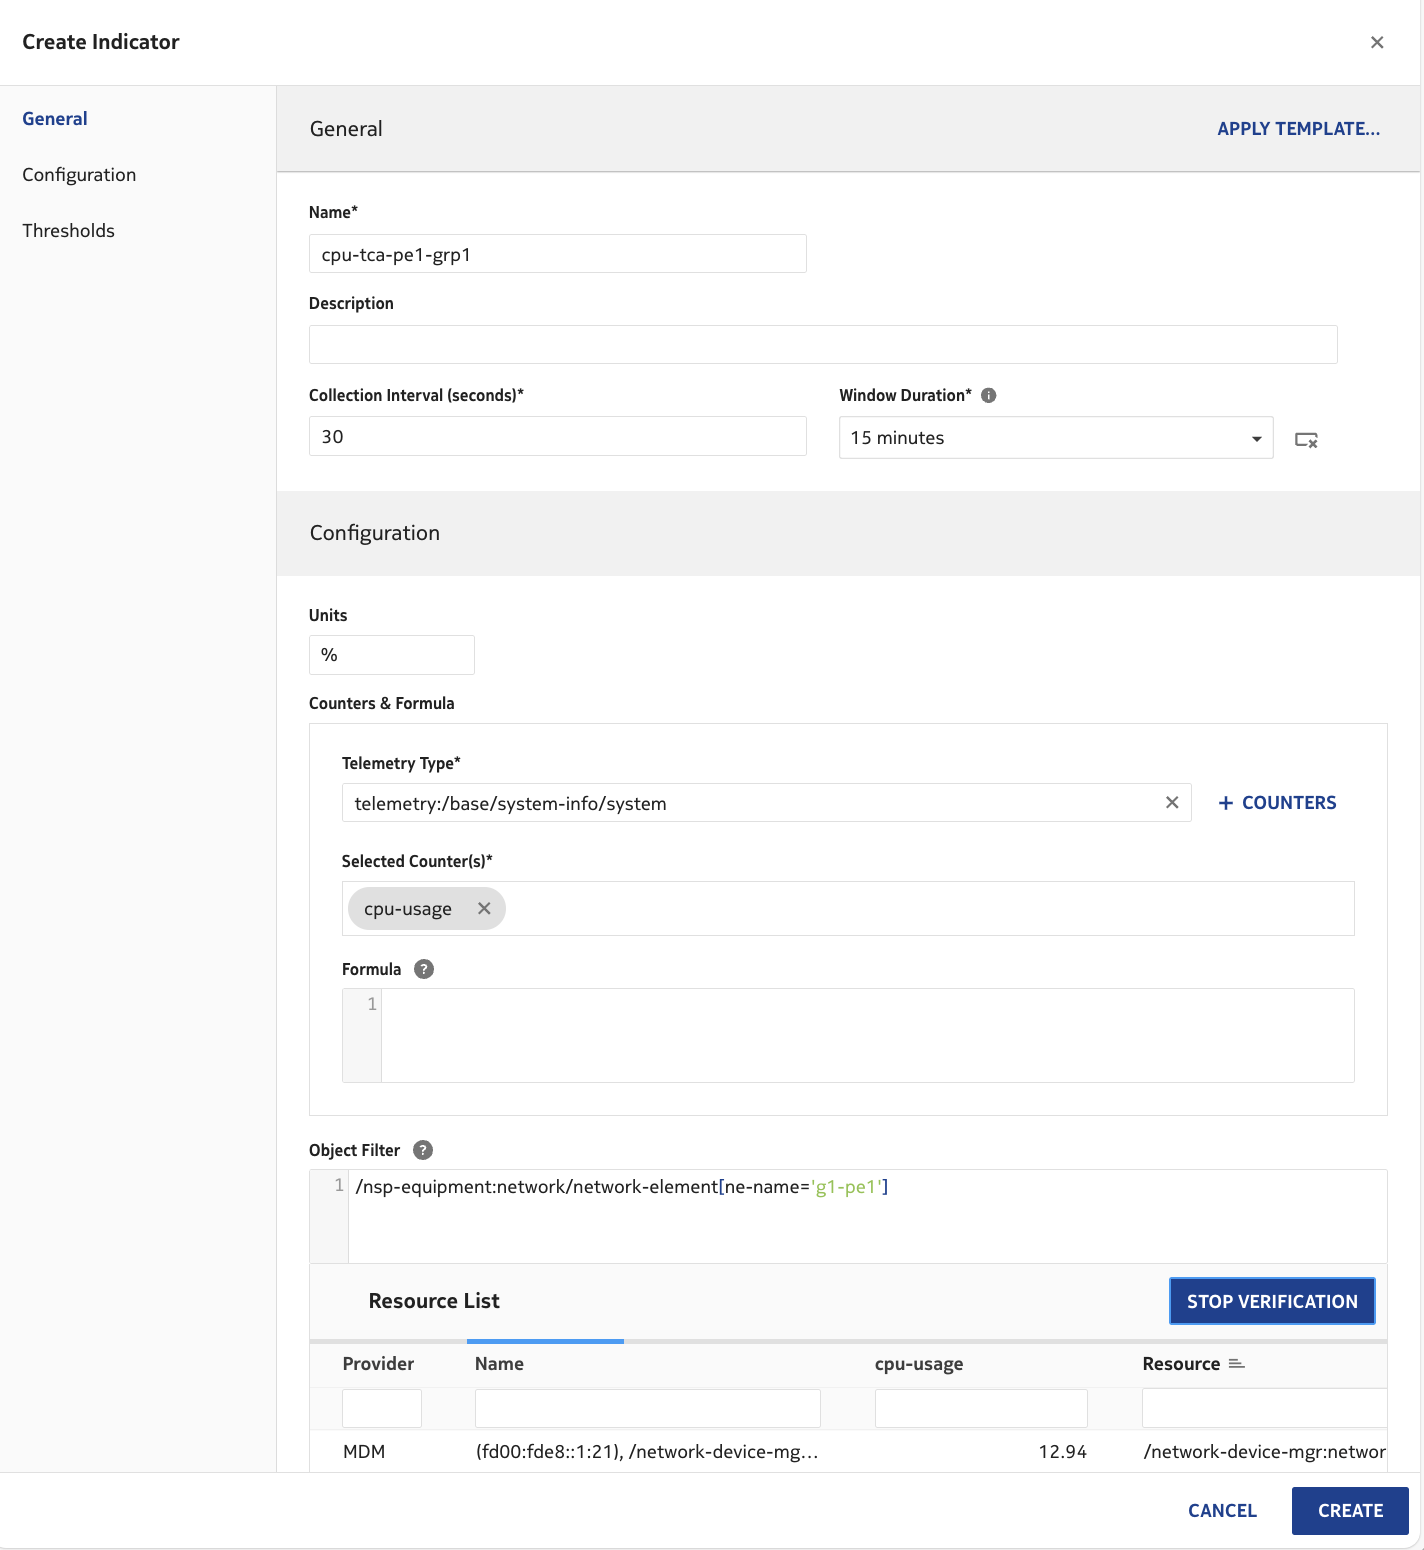 Create Indicator
General
Configuration
Thresholds
General
APPLY TEMPLATE...
Name*
cpu-tca-pe1-grp1
Description
Collection Interval (seconds)*
Window Duration*
30
15 minutes
Configuration
Units
%
Counters & Formula
Telemetry Type*
telemetry:/base/system-info/system
+ COUNTERS
Selected Counter(s)*
cpu-usage
Formula ?
1
Object Filter ?
1 /nsp-equipment:network/network-element[ne-name='g1-pe1']
Resource List
STOP VERIFICATION
Provider Name cpu-usage Resource
MDM (fd00:fde8::1:21), /network-device-mg... 12.94 /network-device-mgr:networ
CANCEL
CREATE